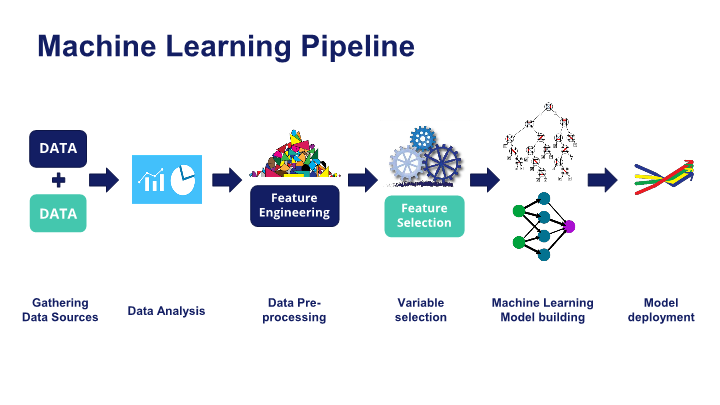 Machine Learning Pipeline
DATA
DATA
Feature
Engineering
Feature
Selection
Gathering
Data Sources
Data Analysis
Data Pre-
processing
Variable
selection
Machine Learning
Model building
Model
deployment